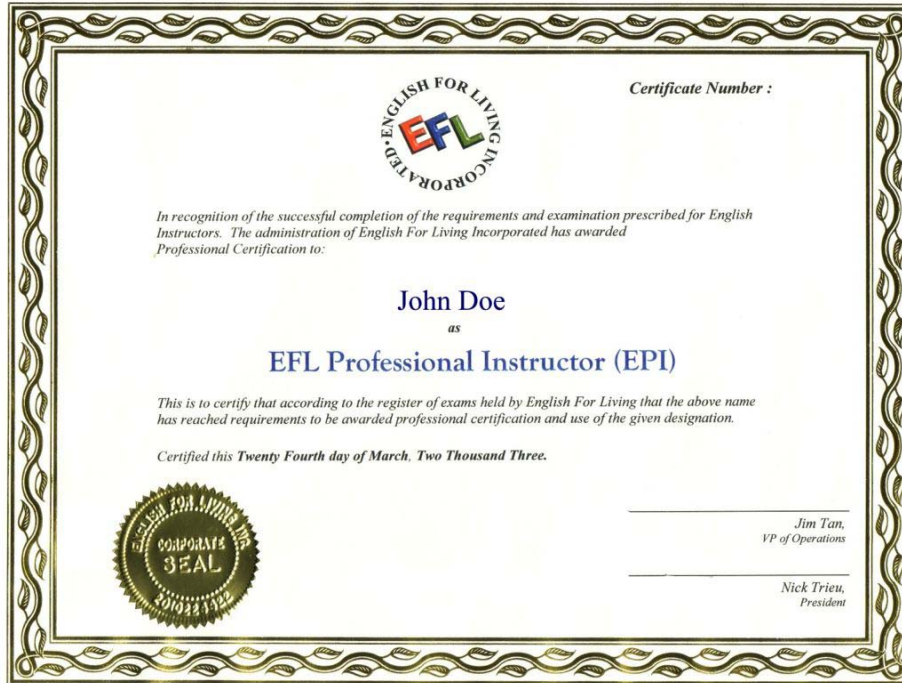 ENGLISH FOR LIVING INCORPORATED
EFL
Certificate Number :
In recognition of the successful completion of the requirements and examination prescribed for English
Instructors. The administration of English For Living Incorporated has awarded
Professional Certification to:
John Doe
as
EFL Professional Instructor (EPI)
This is to certify that according to the register of exams held by English For Living that the above name
has reached requirements to be awarded professional certification and use of the given designation.
Certified this Twenty Fourth day of March, Two Thousand Three.
ENGLISH FOR LIVING INC.
CORPORATE
SEAL
Jim Tan,
VP of Operations
Nick Trieu,
President